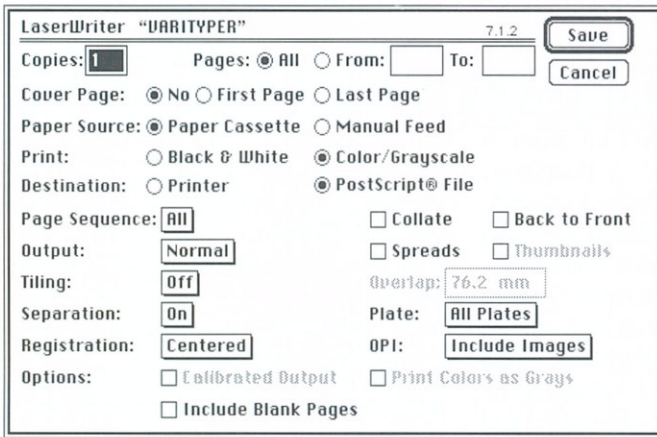 LaserWriter “VARITYPER” 7.1.2 Save
Copies: 1 Pages: All From: To: Cancel
Cover Page: No First Page Last Page
Paper Source: Paper Cassette Manual Feed
Print: Black & White Color/Grayscale
Destination: Printer PostScript® File
Page Sequence: All Collate Back to Front
Output: Normal Spreads Thumbnails
Tiling: Off Overlap: 76.2 mm
Separation: On Plate: All Plates
Registration: Centered OPI: Include Images
Options: Calibrated Output Print Colors as Grays
Include Blank Pages